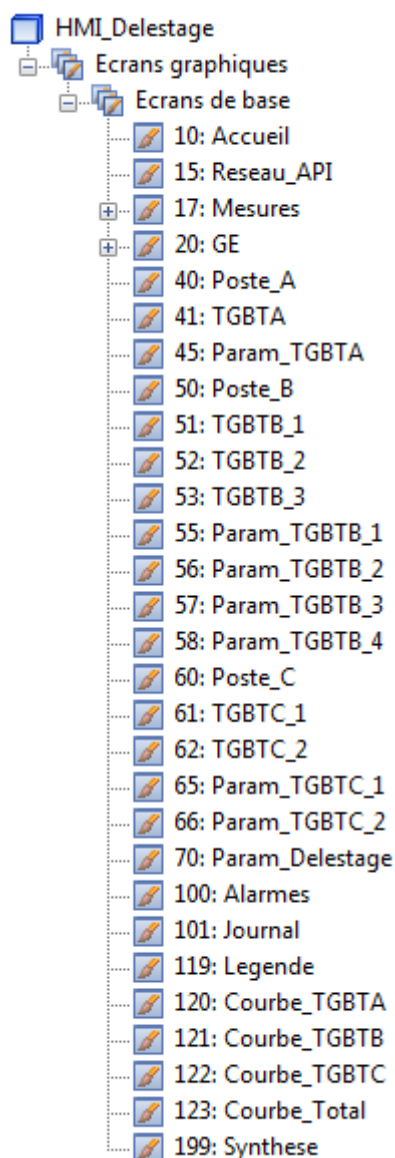 HMI_Delestage
Ecrans graphiques
Ecrans de base
10: Accueil
15: Reseau_API
17: Mesures
20: GE
40: Poste_A
41: TGBTA
45: Param_TGBTA
50: Poste_B
51: TGBTB_1
52: TGBTB_2
53: TGBTB_3
55: Param_TGBTB_1
56: Param_TGBTB_2
57: Param_TGBTB_3
58: Param_TGBTB_4
60: Poste_C
61: TGBTC_1
62: TGBTC_2
65: Param_TGBTC_1
66: Param_TGBTC_2
70: Param_Delestage
100: Alarmes
101: Journal
119: Legende
120: Courbe_TGBTA
121: Courbe_TGBTB
122: Courbe_TGBTC
123: Courbe_Total
199: Synthese